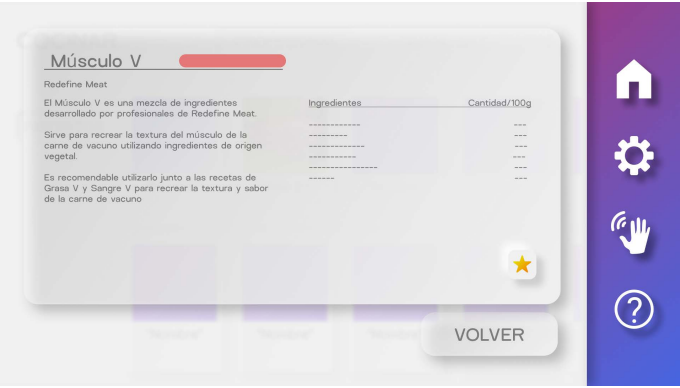 Músculo V
Redefine Meat
El Músculo V es una mezcla de ingredientes
desarrollado por profesionales de Redefine Meat.
Sirve para recrear la textura del músculo de la
carne de vacuno utilizando ingredientes de origen
vegetal.
Es recomendable utilizarlo junto a las recetas de
Grasa V y Sangre V para recrear la textura y sabor
de la carne de vacuno
Ingredientes Cantidad/100g
------------ ---
--------- ---
------------- ---
----------- ---
---------------- ---
------ ---
VOLVER
?